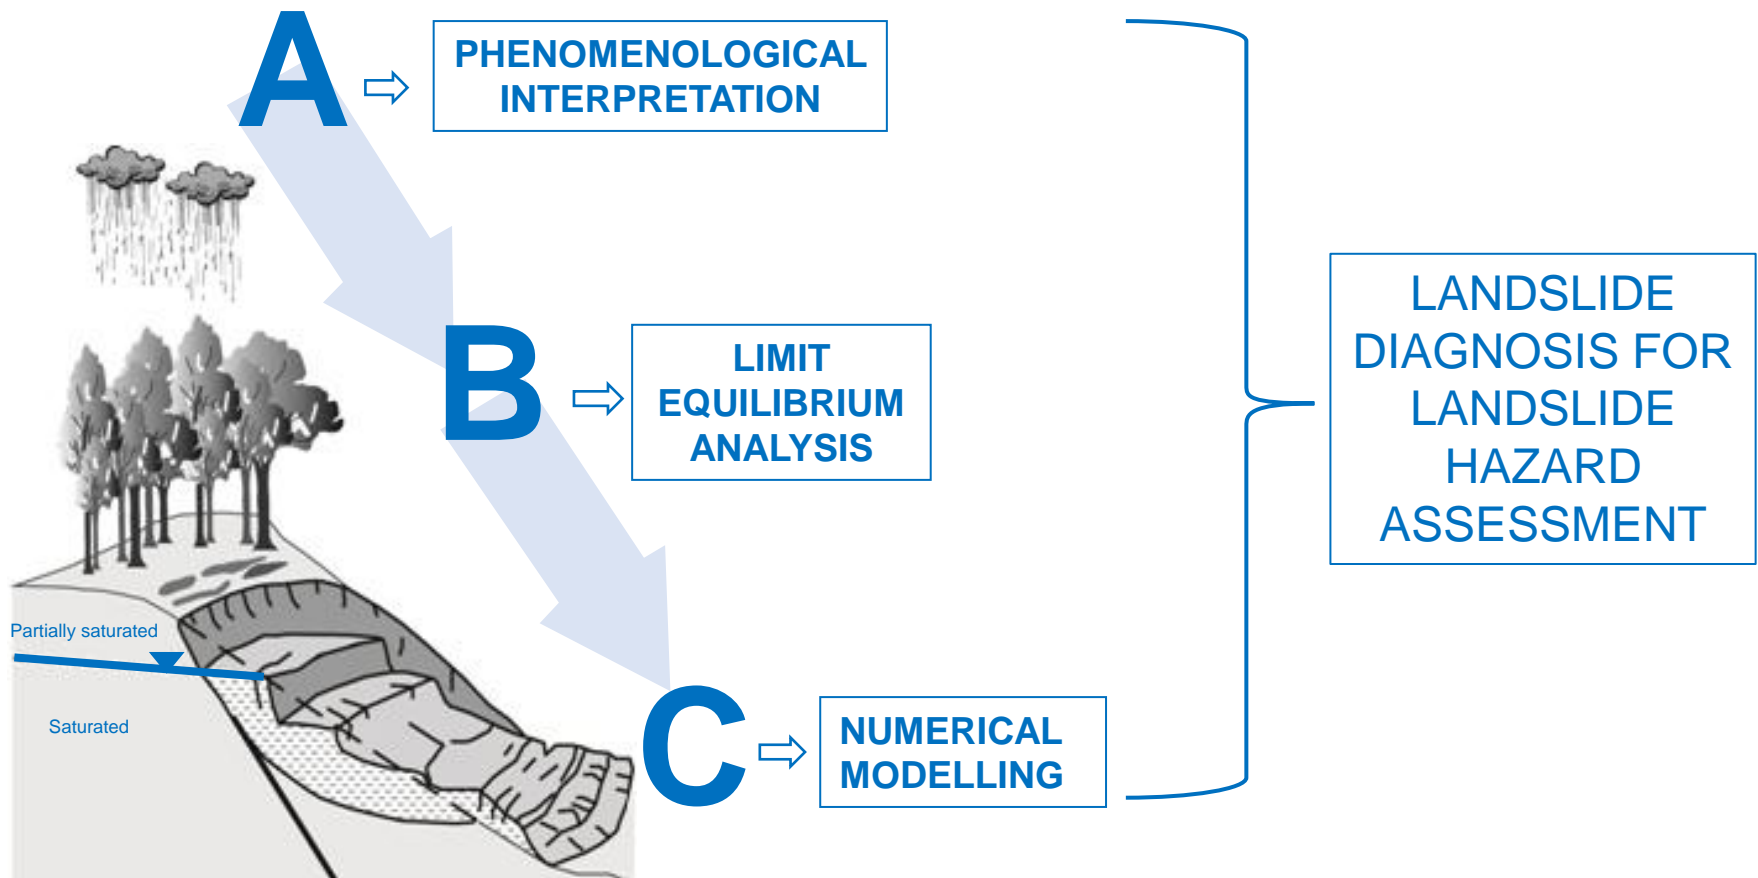 A
PHENOMENOLOGICAL
INTERPRETATION
B
LIMIT
EQUILIBRIUM
ANALYSIS
C
NUMERICAL
MODELLING
LANDSLIDE
DIAGNOSIS FOR
LANDSLIDE
HAZARD
ASSESSMENT
Partially saturated
Saturated